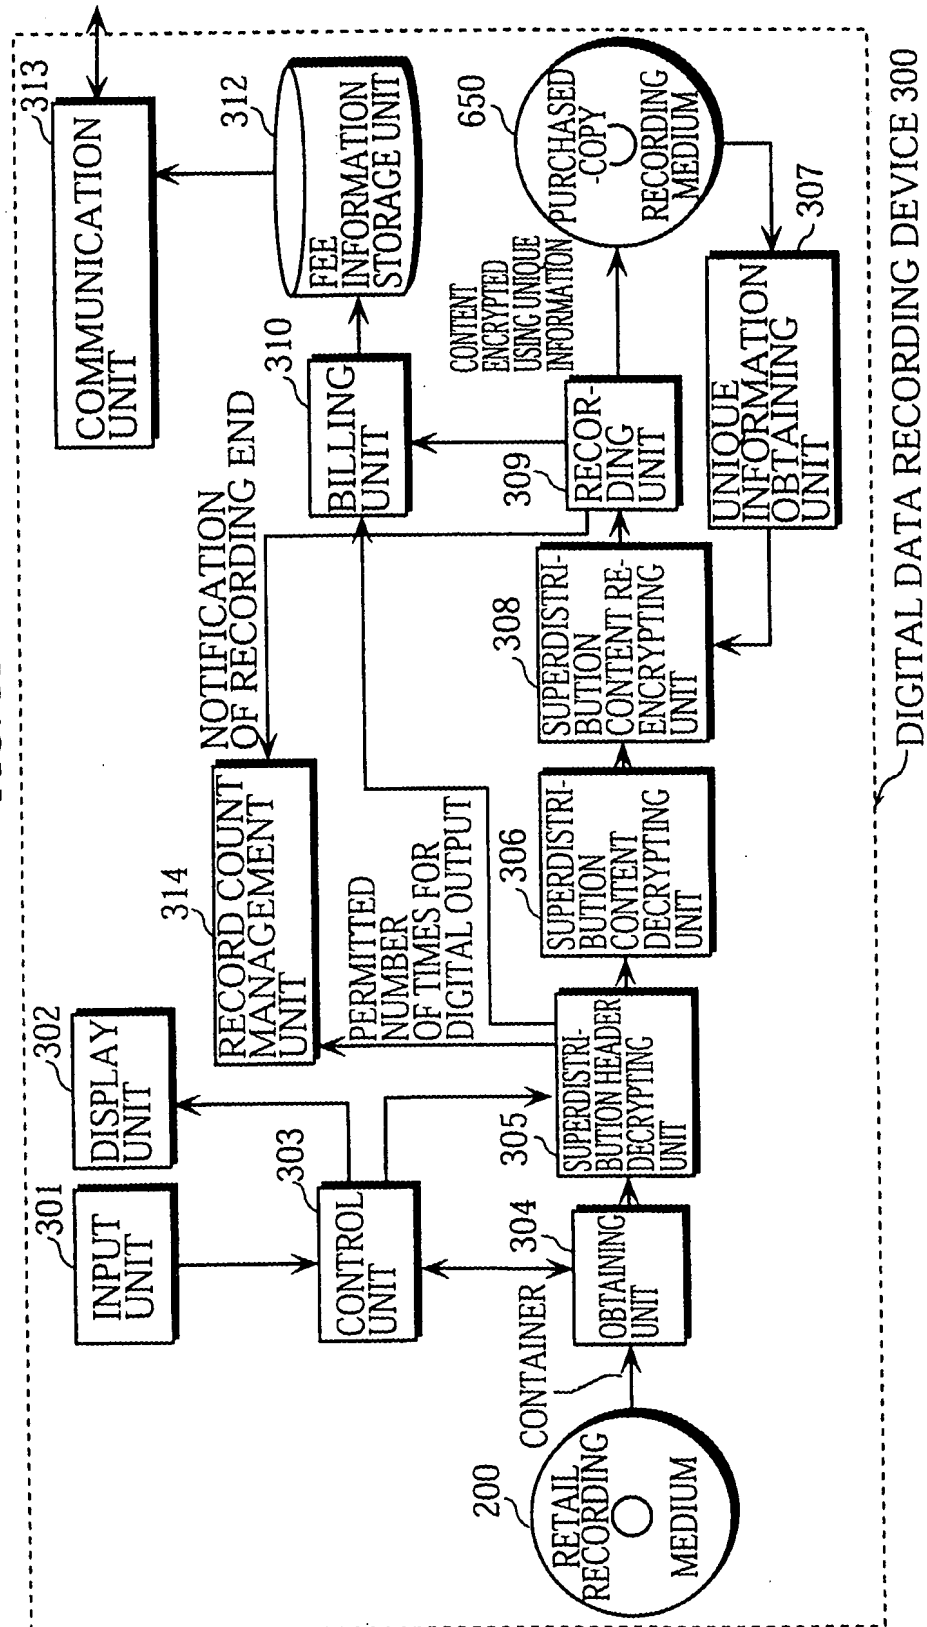 301
INPUT
UNIT
302
DISPLAY
UNIT
313
COMMUNICATION
UNIT
314
RECORD COUNT
MANAGEMENT
UNIT
NOTIFICATION
OF RECORDING END
312
FEE
INFORMATION
STORAGE UNIT
303
CONTROL
UNIT
PERMITTED
NUMBER
OF TIMES FOR
DIGITAL OUTPUT
310
BILLING
UNIT
CONTENT
ENCRYPTED
USING UNIQUE
INFORMATION
650
PURCHASED
-COPY
RECORDING
MEDIUM
200
RETAIL
RECORDING
MEDIUM
CONTAINER
304
OBTAINING
UNIT
305
SUPERDISTRI-
BUTION HEADER
DECRYPTING
UNIT
306
SUPERDISTRI-
BUTION
CONTENT
DECRYPTING
UNIT
308
SUPERDISTRI-
BUTION
CONTENT RE-
ENCRYPTING
UNIT
309
RECOR-
DING
UNIT
307
UNIQUE
INFORMATION
OBTAINING
UNIT
DIGITAL DATA RECORDING DEVICE 300